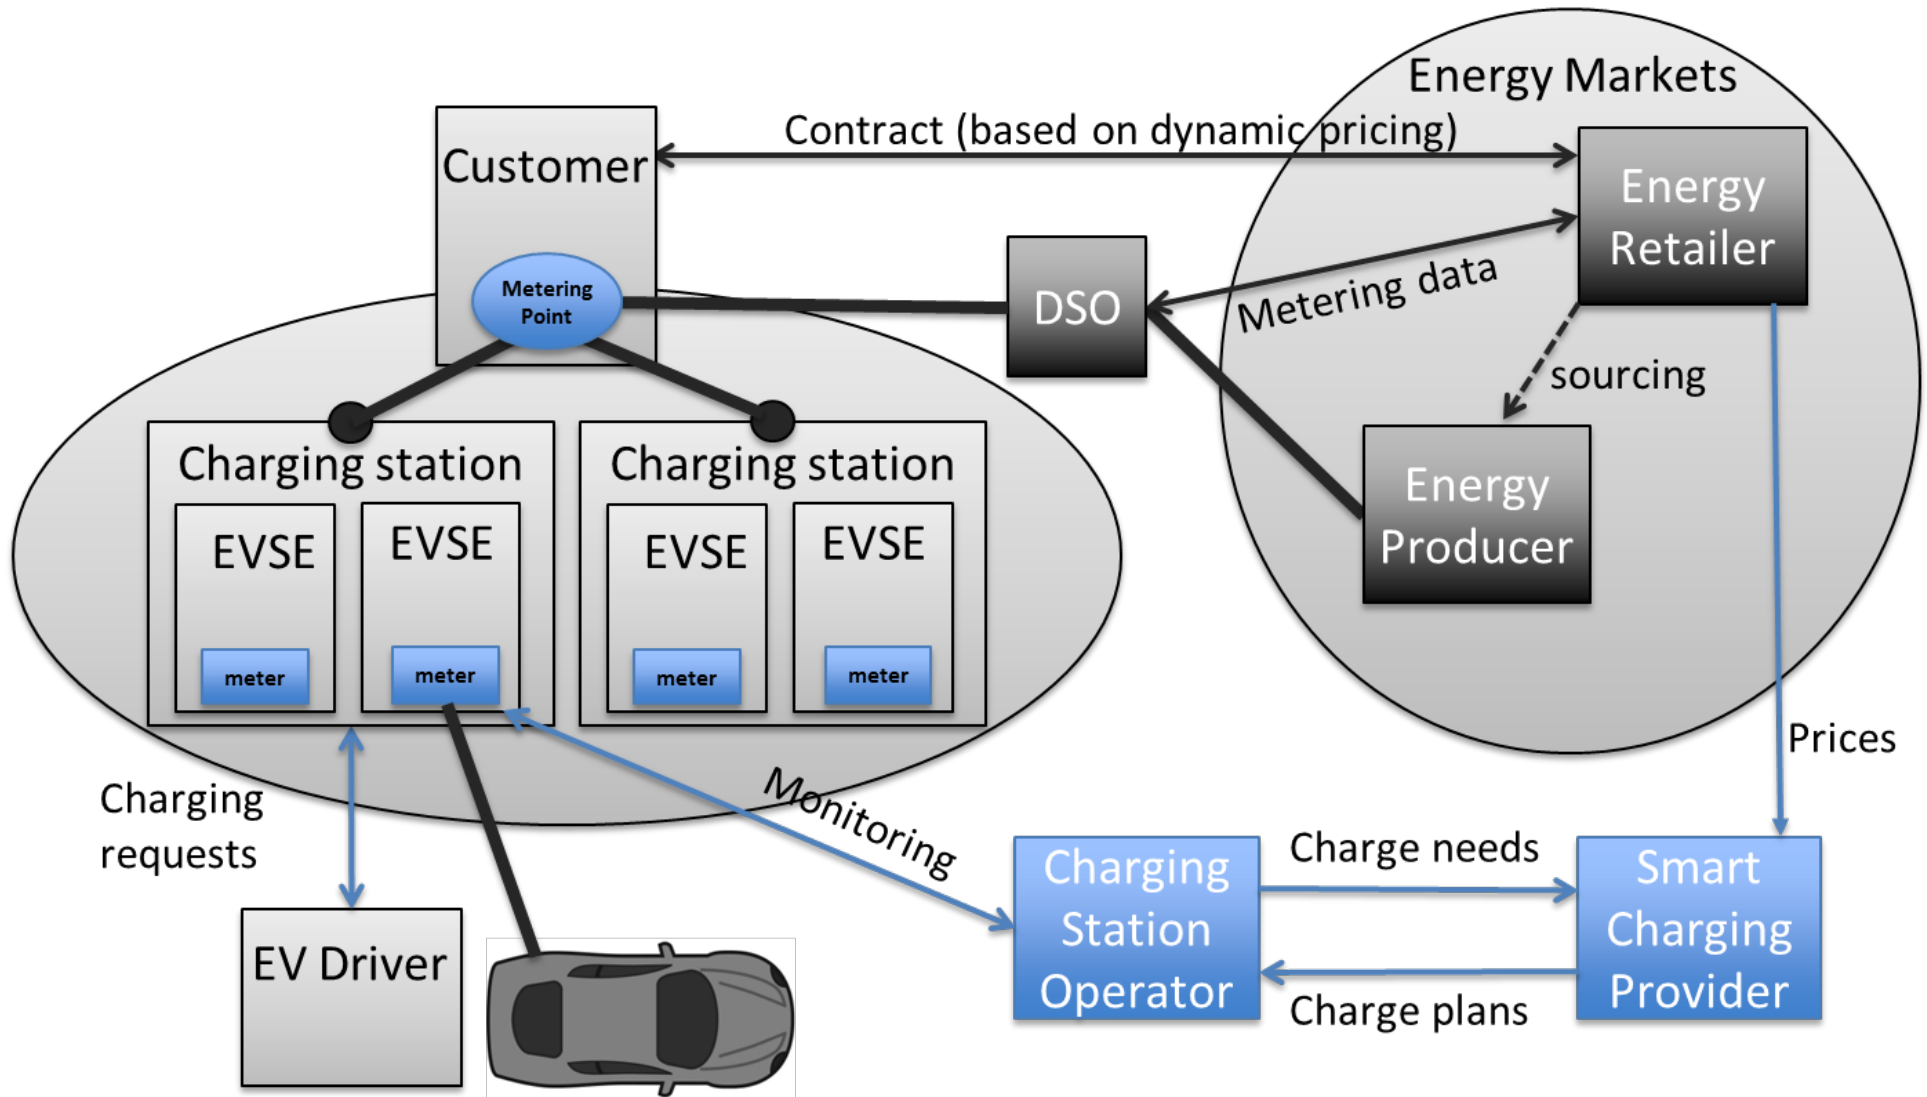 Energy Markets
Contract (based on dynamic pricing)
Customer
Energy
Retailer
Metering
Point
DSO
Metering data
sourcing
Charging station
Charging station
Energy
Producer
EVSE
EVSE
EVSE
EVSE
meter
meter
meter
meter
Prices
Charging
requests
Monitoring
Charging
Station
Operator
Charge needs
Charge plans
Smart
Charging
Provider
EV Driver